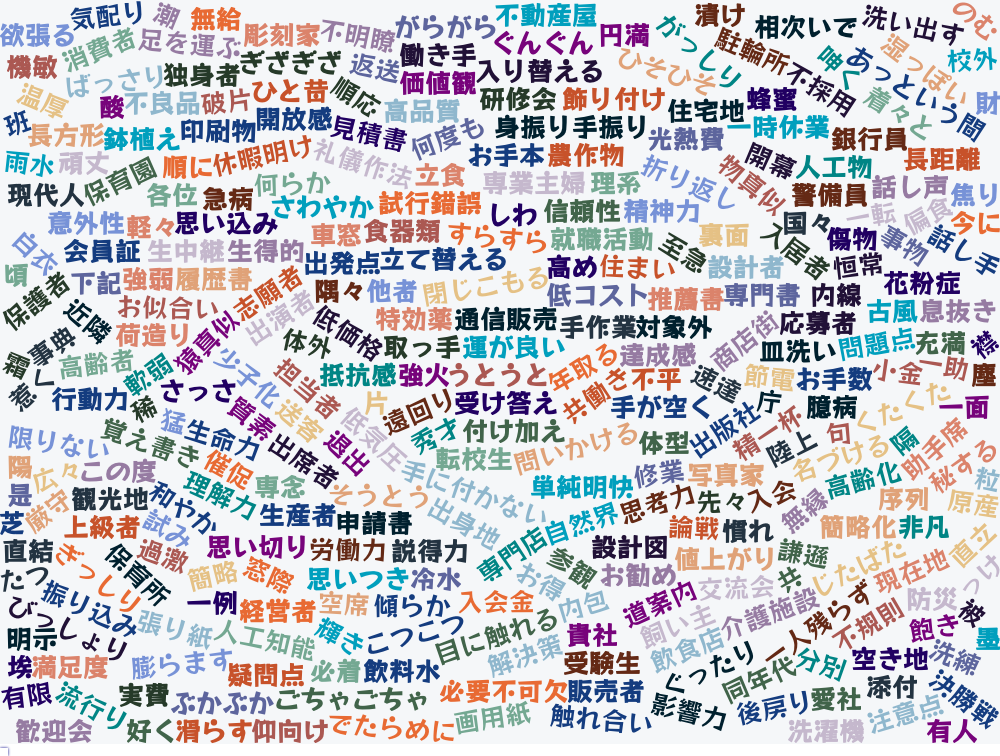 欲張る
気配り
潮
無給
彫刻家
不明瞭
がらがら
不動産屋
がっしり
漬け
相次いで
洗い出す
のむ
機敏
消費者
足を運ぶ
ぎざぎざ
返送
働き手
ぐんぐん
円満
駐輪所
呻く
あっという間
湿っぽい
校外
ばっさり
独身者
価値観
入り替える
ひそひそ
不採用
温厚
酸
不良品
破片
ひと昔
順応
高品質
研修会
飾り付け
住宅地
蜂蜜
着々と
財
班
長方形
鉢植え
印刷物
開放感
見積書
何度も
身振り手振り
光熱費
一時休業
銀行員
雨水
頑丈
保育園
順に
休暇明け
礼儀作法
立食
お手本
農作物
折り返し
物真似
開幕
人工物
長距離
現代人
各位
急病
何らか
さわやか
試行錯誤
専業主婦
理系
警備員
話し声
焦り
意外性
軽々
思い込み
しわ
信頼性
精神力
国々
一転
偏食
今に
白衣
会員証
生中継
生得的
車窓
食器類
すらすら
就職活動
至急
裏面
入居者
傷物
事物
話し手
頃
下記
強弱
履歴書
出発点
立て替える
高め
住まい
設計者
恒常
花粉症
保護者
近隣
お似合い
志願者
隅々
他者
閉じこもる
低コスト
推薦書
専門書
内線
古風
息抜き
事典
荷造り
猿真似
出演者
低価格
特効薬
通信販売
手作業
対象外
商店街
応募者
襟
霜
高齢者
軟弱
体外
取っ手
運が良い
達成感
皿洗い
問題点
充満
惹く
少子化
担当者
抵抗感
強火
うとうと
年取る
共働き
不平
速達
節電
お手数
小金
一助
塵
行動力
稀
さっさ
質素
送客
片
遠回り
受け答え
手が空く
庁
臆病
くたくた
一面
限りない
覚え書き
猛
生命力
出席者
退出
低気圧
秀才
付け加え
問いかける
体型
出版社
精一杯
陸上
句
名づける
隔
助手席
陽
広々
この度
催促
転校生
手に付かない
修業
写真家
高齢化
秘める
粒
是
厳守
観光地
和やか
理解力
専念
そうとう
出身地
単純明快
思考力
先々
入会
無縁
序列
原産
芝
上級者
試み
生産者
申請書
専門店
自然界
論戦
慣れ
簡略化
非凡
直結
ぎっしり
保育所
過激
思い切り
労働力
説得力
参観
設計図
値上がり
謙遜
じたばた
現在地
直立
たつ
振り込み
簡略
窓際
思いつき
冷水
お得
お勧め
交流会
共
びっしょり
張り紙
一例
経営者
空席
傾らか
入会金
内包
道案内
介護施設
一人残らず
不規則
防災
被
っけ
明示
人工知能
輝き
こつこつ
目に触れる
貴社
飼い主
飽き
墨
埃
満足度
膨らます
疑問点
必着
飲料水
解決策
受験生
飲食店
ぐったり
同年代
分別
空き地
洗練
有限
流行り
実費
ぶかぶか
ごちゃごちゃ
必要不可欠
販売者
影響力
後戻り
愛社
添付
決勝戦
歓迎会
好く
滑らす
仰向け
でたらめに
画用紙
触れ合い
洗濯機
注意点
有人